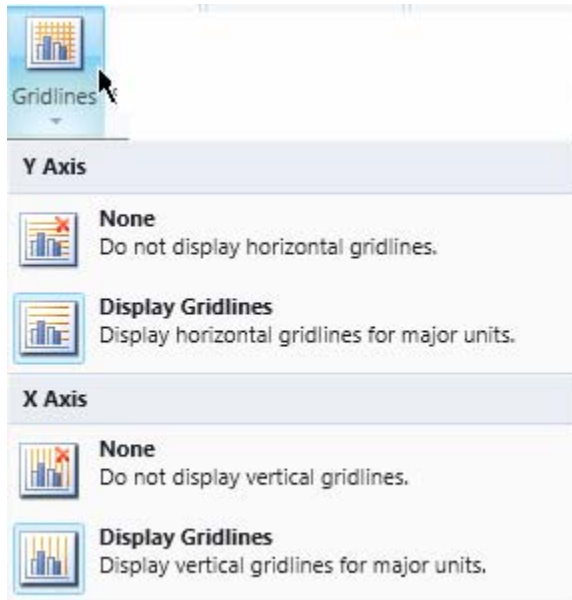 Gridlines
Y Axis
None
Do not display horizontal gridlines.
Display Gridlines
Display horizontal gridlines for major units.
X Axis
None
Do not display vertical gridlines.
Display Gridlines
Display vertical gridlines for major units.